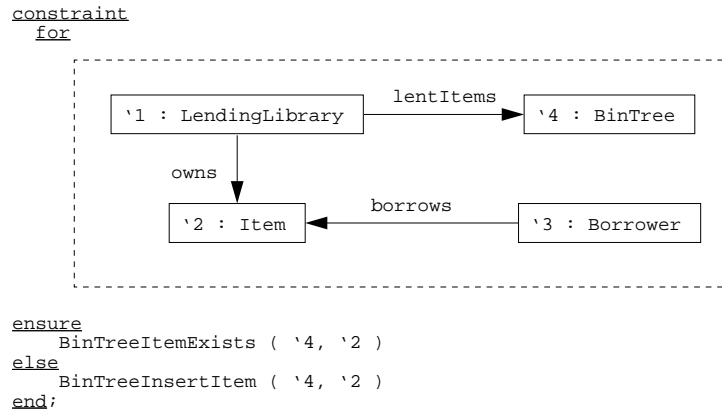 constraint
for
‘1 : LendingLibrary
lentItems
‘4 : BinTree
owns
‘2 : Item
borrows
‘3 : Borrower
ensure
BinTreeItemExists ( ‘4, ‘2 )
else
BinTreeInsertItem ( ‘4, ‘2 )
end;